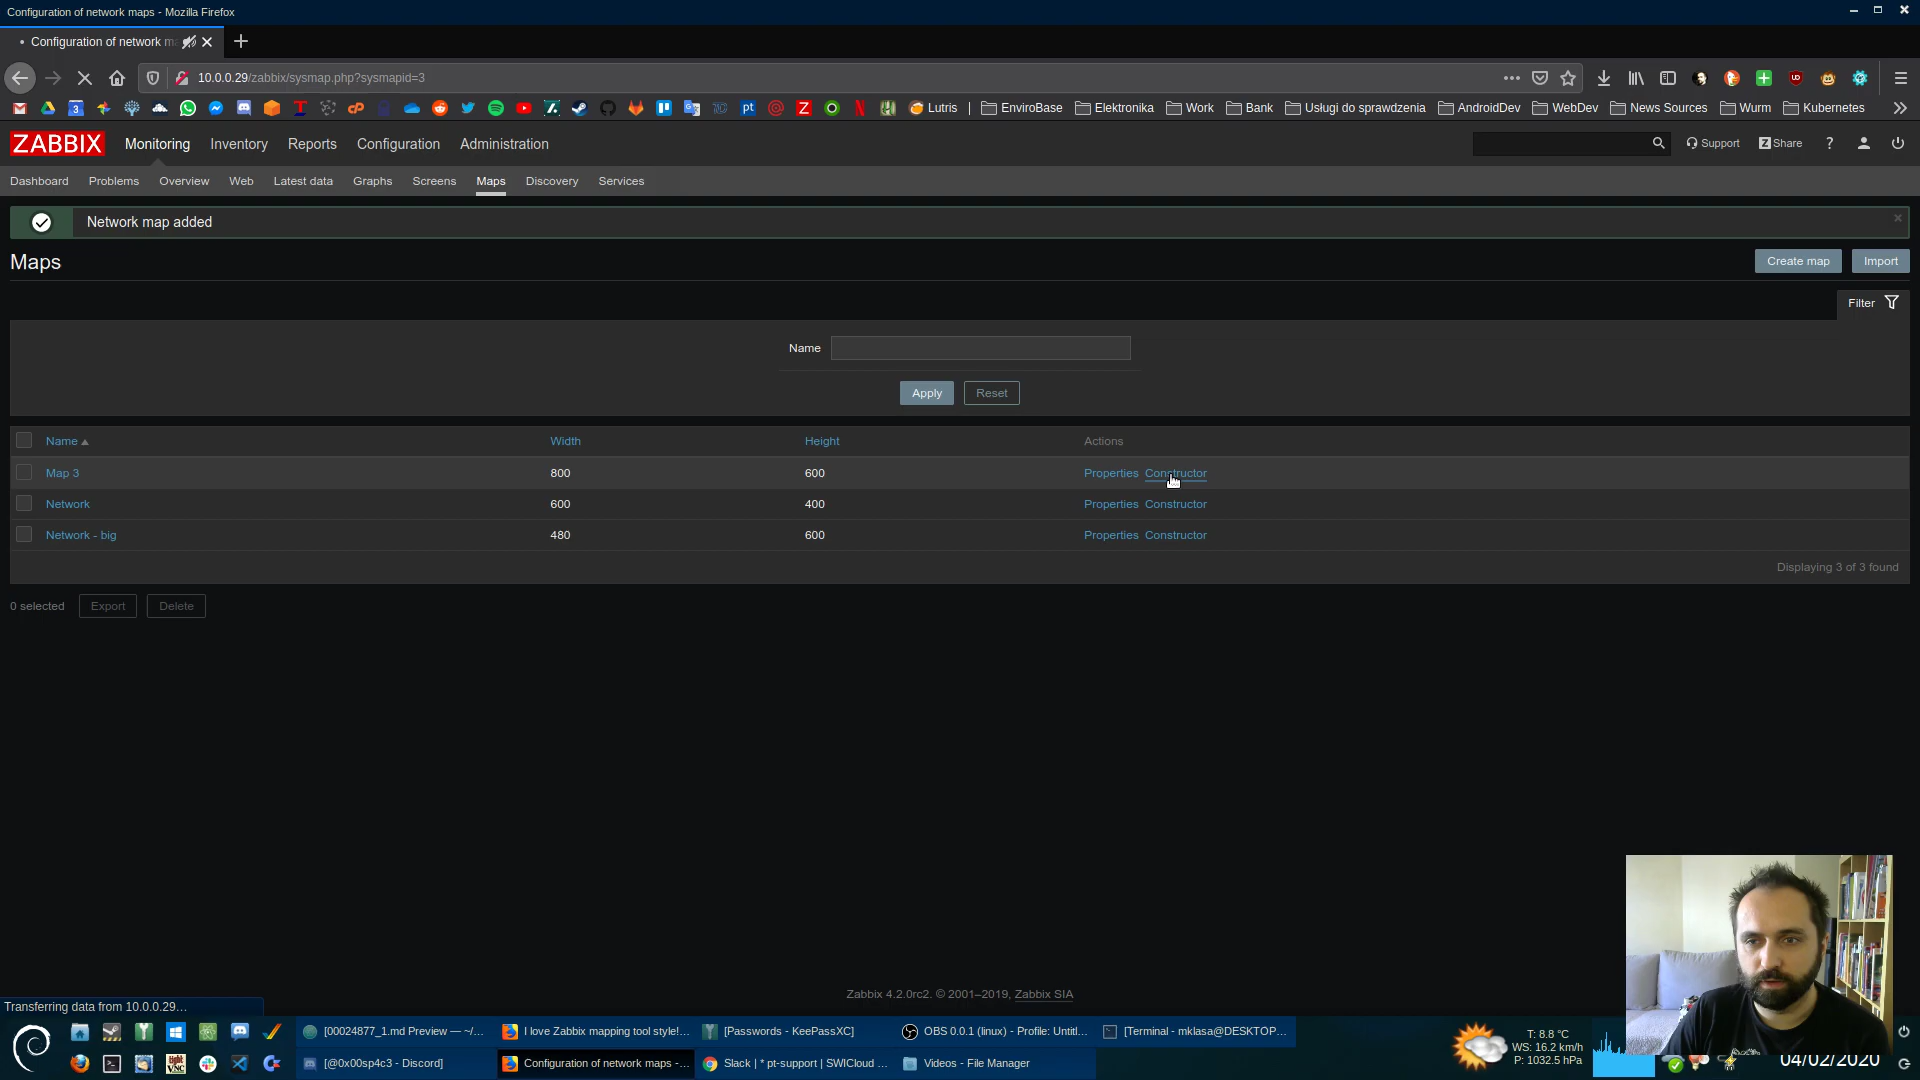 Configuration of network maps - Mozilla Firefox
• Configuration of network m
10.0.0.29/zabbix/sysmap.php?sysmapid=3
Lutris | EnviroBase Elektronika Work Bank Usługi do sprawdzenia AndroidDev WebDev News Sources Wurm Kubernetes
ZABBIX Monitoring Inventory Reports Configuration Administration Support Share ?
Dashboard Problems Overview Web Latest data Graphs Screens Maps Discovery Services
Network map added
Maps Create map Import
Filter
Name
Apply Reset
Name Width Height Actions
Map 3 800 600 Properties Constructor
Network 600 400 Properties Constructor
Network - big 480 600 Properties Constructor
Displaying 3 of 3 found
0 selected Export Delete
Zabbix 4.2.0rc2. © 2001–2019, Zabbix SIA
Transferring data from 10.0.0.29…
[00024877_1.md Preview — ~/... I love Zabbix mapping tool style!... [Passwords - KeePassXC] OBS 0.0.1 (linux) - Profile: Untitl... [Terminal - mklasa@DESKTOP...
[@0x00sp4c3 - Discord] Configuration of network maps -... Slack | * pt-support | SWICloud ... Videos - File Manager
T: 8.8 °C
WS: 16.2 km/h
P: 1032.5 hPa
04/02/2020